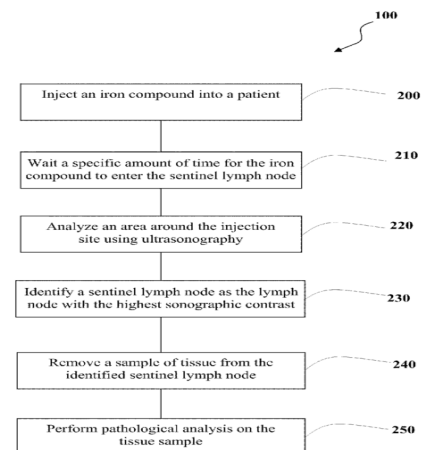 100
Inject an iron compound into a patient
200
Wait a specific amount of time for the iron
compound to enter the sentinel lymph node
210
Analyze an area around the injection
site using ultrasonography
220
Identify a sentinel lymph node as the lymph
node with the highest sonographic contrast
230
Remove a sample of tissue from the
identified sentinel lymph node
240
Perform pathological analysis on the
tissue sample
250